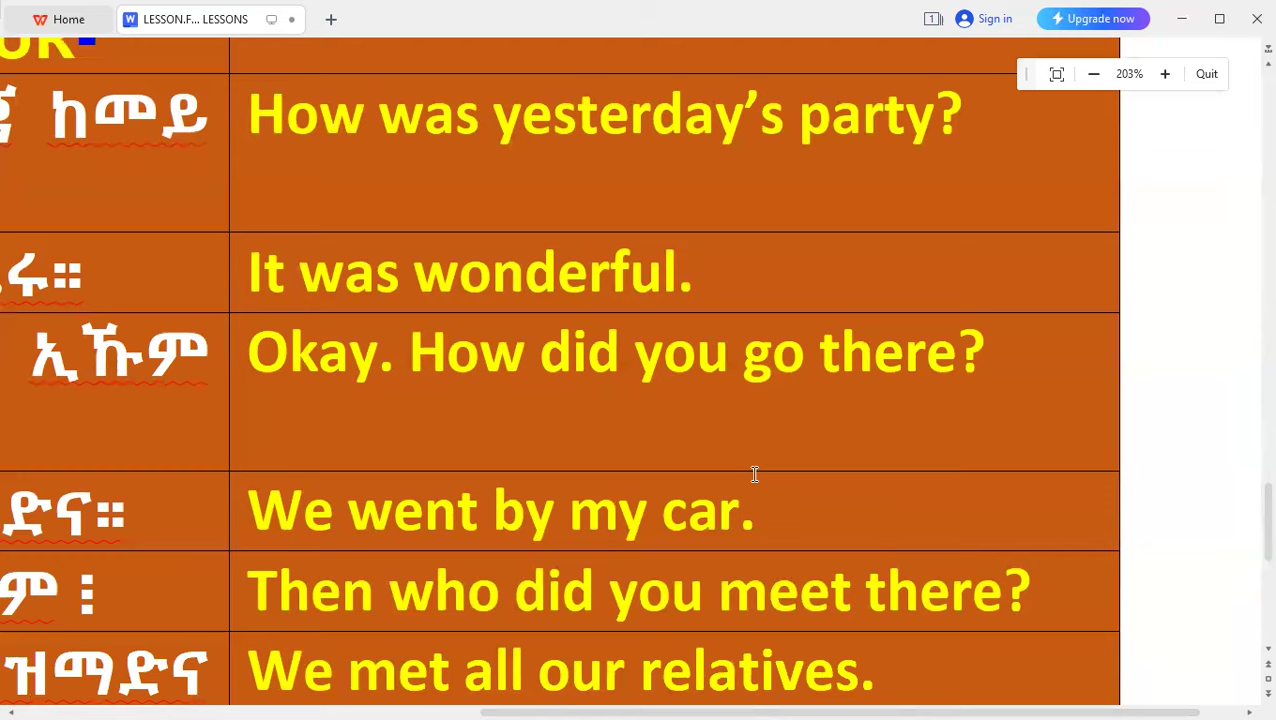 Home
LESSON.F... LESSONS
1
Sign in
Upgrade now
203%
Quit
ከመይ
How was yesterday’s party?
It was wonderful.
ኢኹም
Okay. How did you go there?
We went by my car.
Then who did you meet there?
ዝማድና
We met all our relatives.